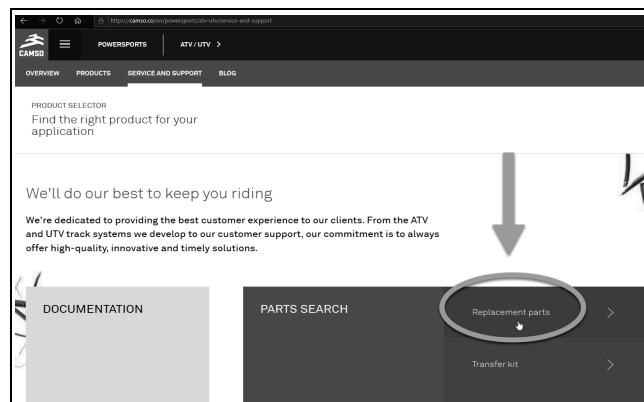 https://camso.co/en/powersports/atv-utv/service-and-support
CAMSO
POWERSPORTS
ATV / UTV
OVERVIEW
PRODUCTS
SERVICE AND SUPPORT
BLOG
PRODUCT SELECTOR
Find the right product for your
application
We'll do our best to keep you riding
We're dedicated to providing the best customer experience to our clients. From the ATV
and UTV track systems we develop to our customer support, our commitment is to always
offer high-quality, innovative and timely solutions.
DOCUMENTATION
PARTS SEARCH
Replacement parts
Transfer kit